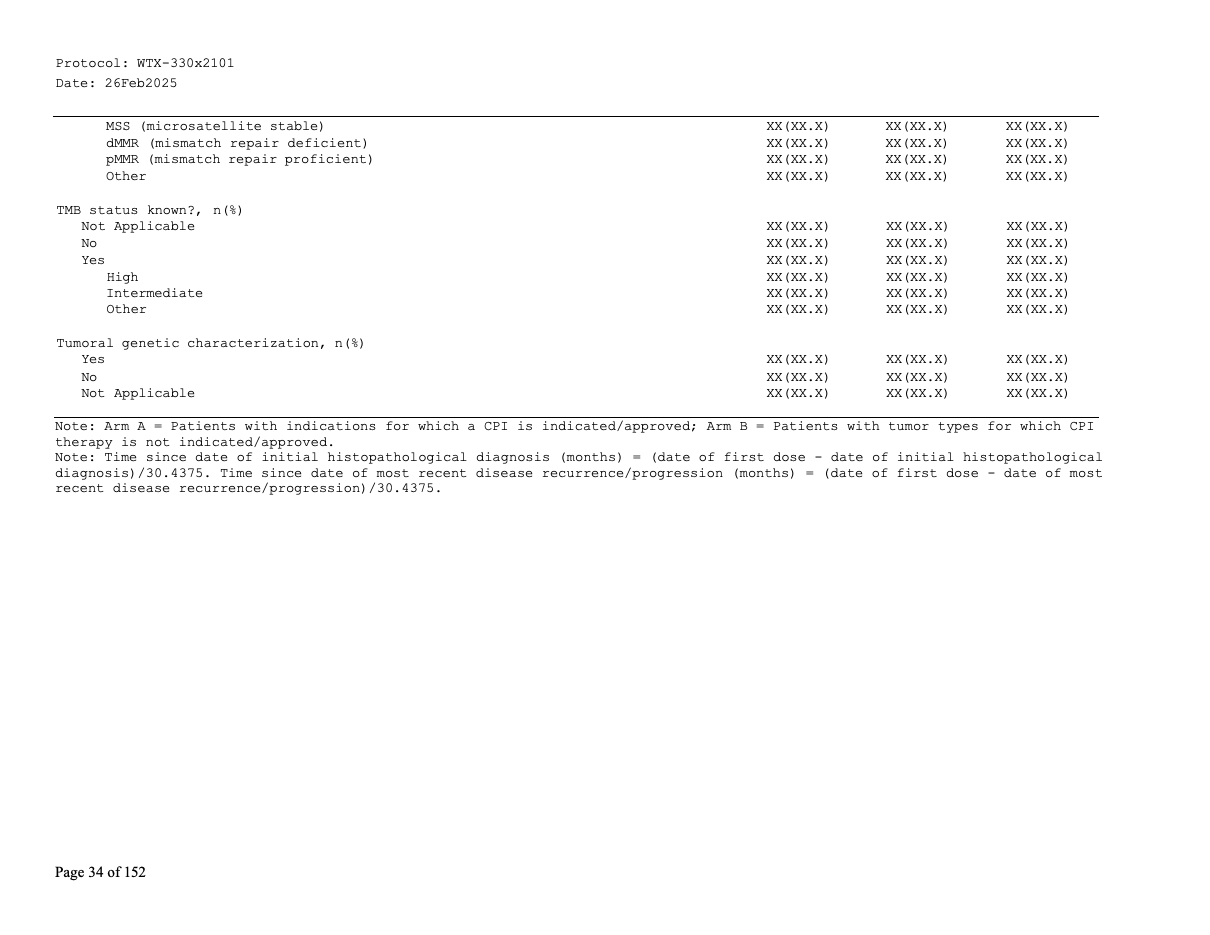 Protocol: WTX-330x2101
Date: 26Feb2025
MSS (microsatellite stable) XX(XX.X) XX(XX.X) XX(XX.X)
dMMR (mismatch repair deficient) XX(XX.X) XX(XX.X) XX(XX.X)
pMMR (mismatch repair proficient) XX(XX.X) XX(XX.X) XX(XX.X)
Other XX(XX.X) XX(XX.X) XX(XX.X)
TMB status known?, n(%)
Not Applicable XX(XX.X) XX(XX.X) XX(XX.X)
No XX(XX.X) XX(XX.X) XX(XX.X)
Yes XX(XX.X) XX(XX.X) XX(XX.X)
High XX(XX.X) XX(XX.X) XX(XX.X)
Intermediate XX(XX.X) XX(XX.X) XX(XX.X)
Other XX(XX.X) XX(XX.X) XX(XX.X)
Tumoral genetic characterization, n(%)
Yes XX(XX.X) XX(XX.X) XX(XX.X)
No XX(XX.X) XX(XX.X) XX(XX.X)
Not Applicable XX(XX.X) XX(XX.X) XX(XX.X)
Note: Arm A = Patients with indications for which a CPI is indicated/approved; Arm B = Patients with tumor types for which CPI
therapy is not indicated/approved.
Note: Time since date of initial histopathological diagnosis (months) = (date of first dose - date of initial histopathological
diagnosis)/30.4375. Time since date of most recent disease recurrence/progression (months) = (date of first dose - date of most
recent disease recurrence/progression)/30.4375.
Page 34 of 152